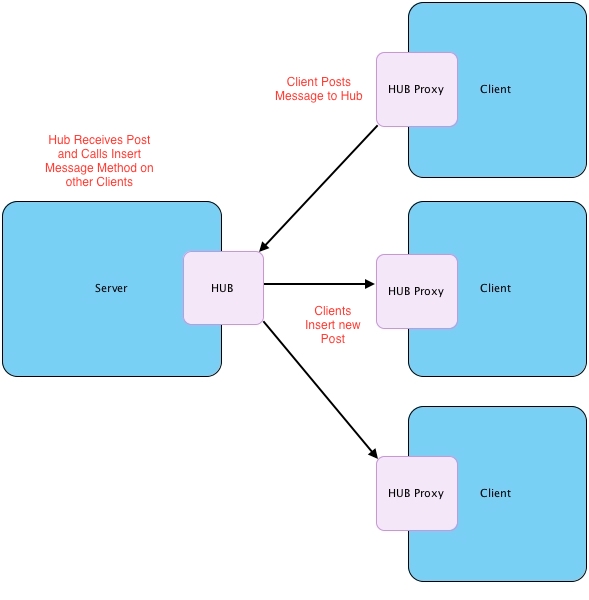 Client Posts
Message to Hub
HUB Proxy
Client
Hub Receives Post
and Calls Insert
Message Method on
other Clients
Server
HUB
HUB Proxy
Client
Clients
Insert new
Post
HUB Proxy
Client